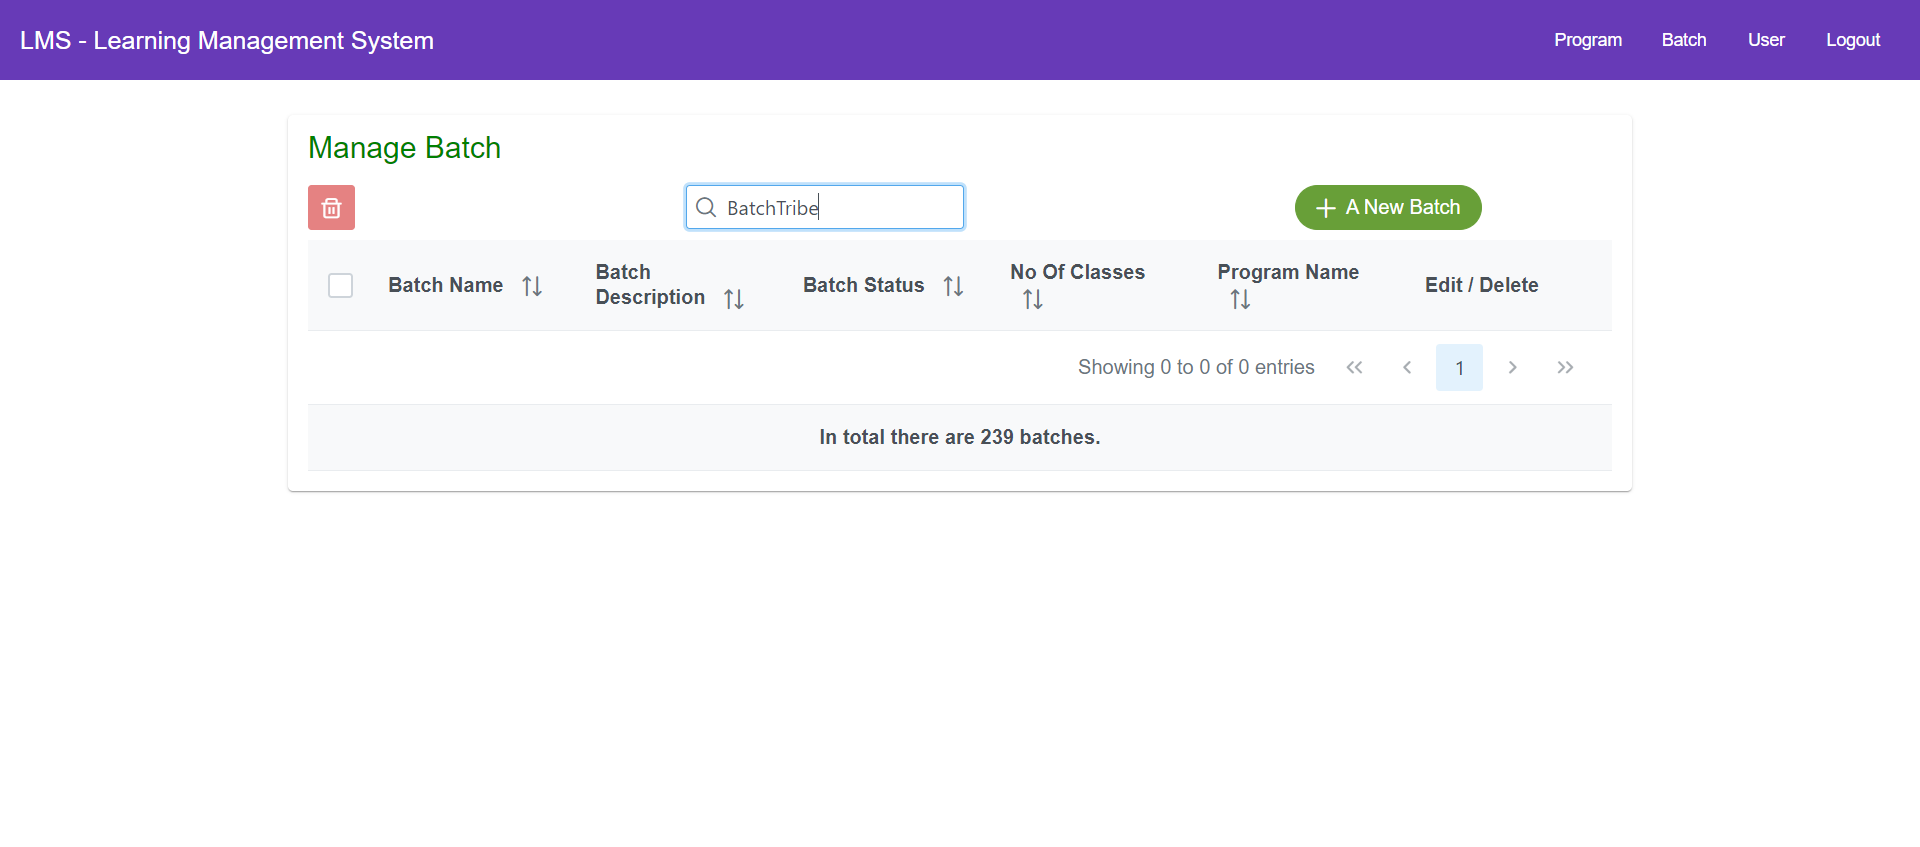 LMS - Learning Management System
Program Batch User Logout
Manage Batch
BatchTribe
A New Batch
Batch Name
Batch
Description
Batch Status
No Of Classes
Program Name
Edit / Delete
Showing 0 to 0 of 0 entries
1
In total there are 239 batches.